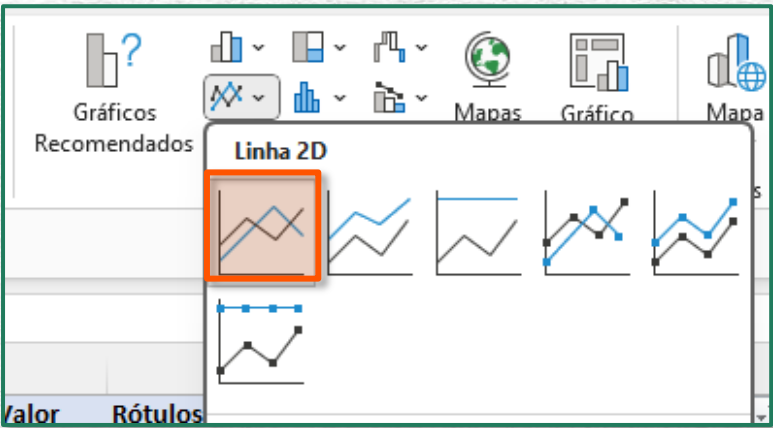 ?
Gráficos
Recomendados
Mapas
Gráfico
Mapa
Linha 2D
s
Valor
Rótulos